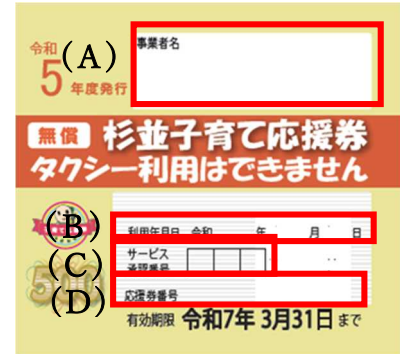 令和
5年度発行
(A)
事業者名
無償 杉並子育て応援券
タクシー利用はできません
(B)
利用年月日 令和 年 月 日
(C)
サービス
承認番号
500
(D)
応援券番号
有効期限 令和7年 3月31日 まで